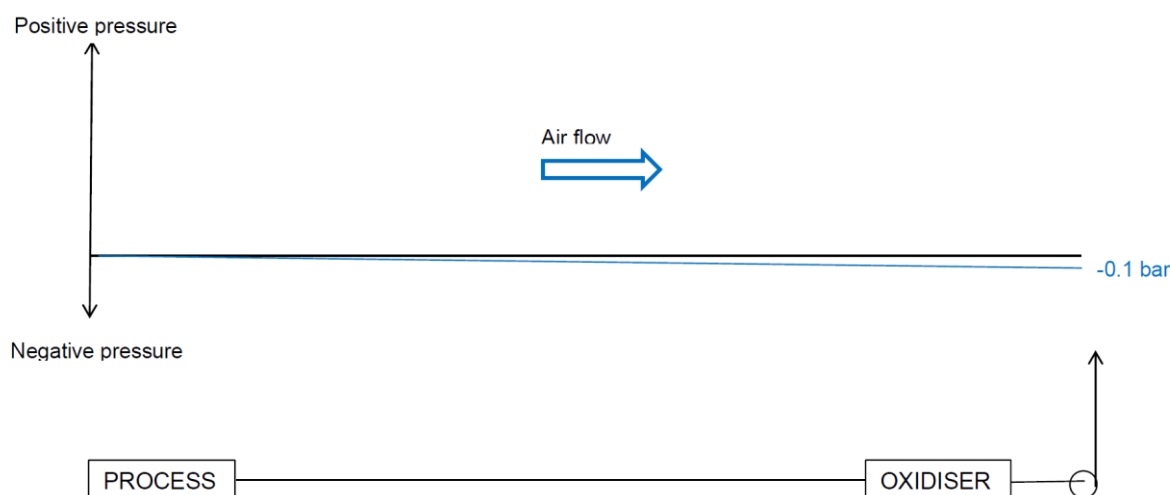 Positive pressure
Air flow
-0.1 bar
Negative pressure
PROCESS
OXIDISER